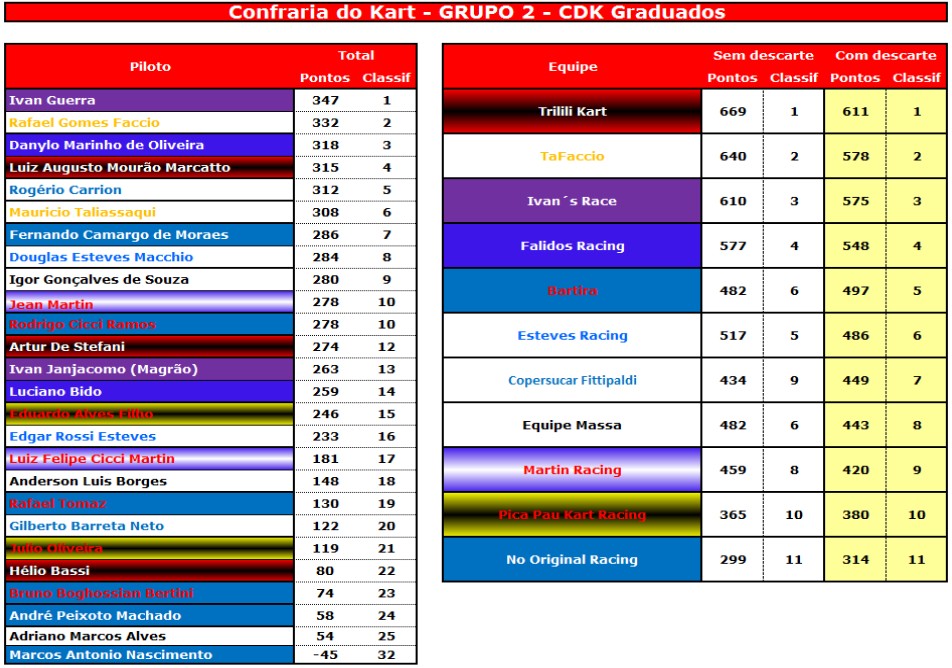 Confraria do Kart - GRUPO 2 - CDK Graduados
Piloto Total
Pontos Classif
Ivan Guerra 347 1
Rafael Gomes Faccio 332 2
Danylo Marinho de Oliveira 318 3
Luiz Augusto Mourão Marcatto 315 4
Rogério Carrion 312 5
Mauricio Taliassaqui 308 6
Fernando Camargo de Moraes 286 7
Douglas Esteves Macchio 284 8
Igor Gonçalves de Souza 280 9
Jean Martin 278 10
Rodrigo Cicci Ramos 278 10
Artur De Stefani 274 12
Ivan Janjacomo (Magrão) 263 13
Luciano Bido 259 14
Eduardo Alves Filho 246 15
Edgar Rossi Esteves 233 16
Luiz Felipe Cicci Martin 181 17
Anderson Luis Borges 148 18
Rafael Tomaz 130 19
Gilberto Barreta Neto 122 20
Julio Oliveira 119 21
Hélio Bassi 80 22
Bruno Boghossian Bertini 74 23
André Peixoto Machado 58 24
Adriano Marcos Alves 54 25
Marcos Antonio Nascimento -45 32
Equipe Sem descarte Com descarte
Pontos Classif Pontos Classif
Trilili Kart 669 1 611 1
TaFaccio 640 2 578 2
Ivan´s Race 610 3 575 3
Falidos Racing 577 4 548 4
Bartira 482 6 497 5
Esteves Racing 517 5 486 6
Copersucar Fittipaldi 434 9 449 7
Equipe Massa 482 6 443 8
Martin Racing 459 8 420 9
Pica Pau Kart Racing 365 10 380 10
No Original Racing 299 11 314 11